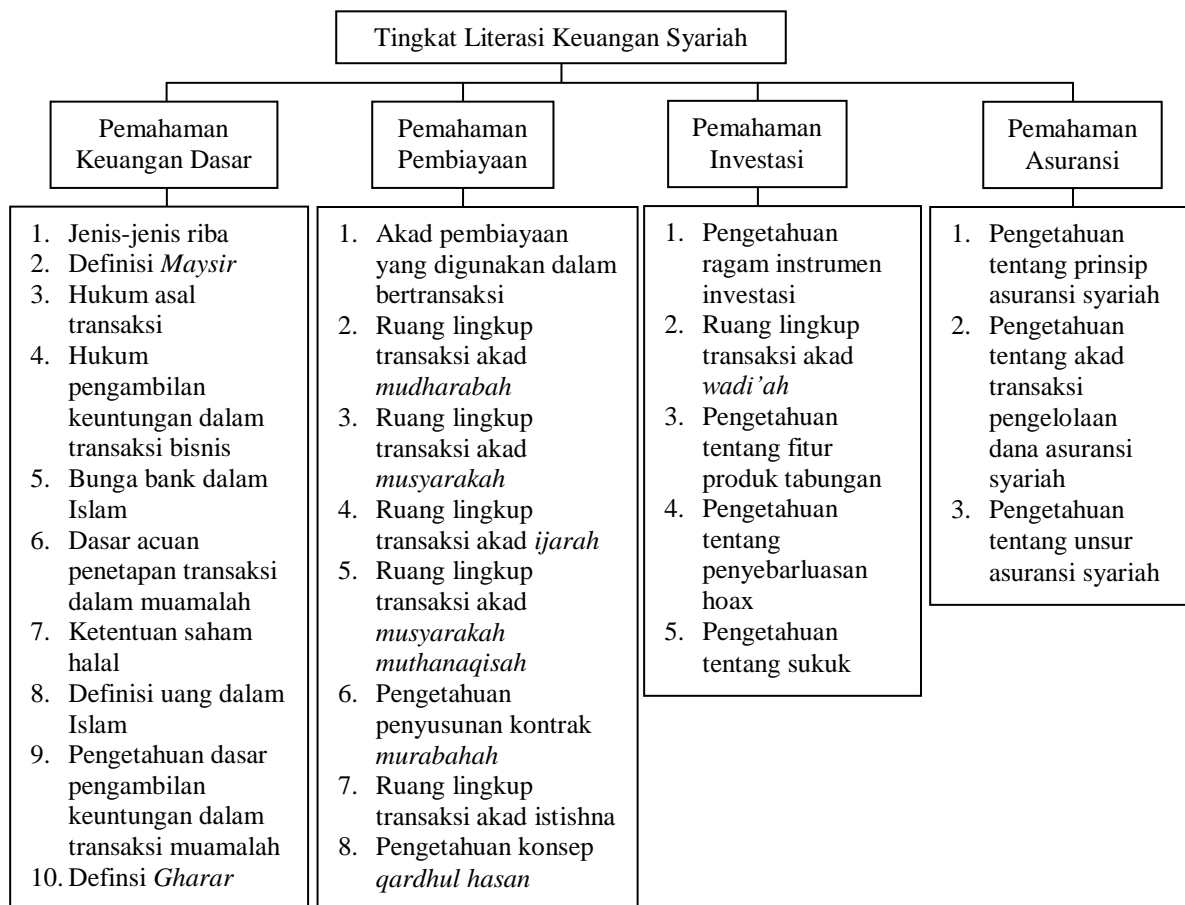 Tingkat Literasi Keuangan Syariah
Pemahaman
Keuangan Dasar
1. Jenis-jenis riba
2. Definisi Maysir
3. Hukum asal
transaksi
4. Hukum
pengambilan
keuntungan dalam
transaksi bisnis
5. Bunga bank dalam
Islam
6. Dasar acuan
penetapan transaksi
dalam muamalah
7. Ketentuan saham
halal
8. Definisi uang dalam
Islam
9. Pengetahuan dasar
pengambilan
keuntungan dalam
transaksi muamalah
10. Definsi Gharar
Pemahaman
Pembiayaan
1. Akad pembiayaan
yang digunakan dalam
bertransaksi
2. Ruang lingkup
transaksi akad
mudharabah
3. Ruang lingkup
transaksi akad
musyarakah
4. Ruang lingkup
transaksi akad ijarah
5. Ruang lingkup
transaksi akad
musyarakah
muthanaqisah
6. Pengetahuan
penyusunan kontrak
murabahah
7. Ruang lingkup
transaksi akad istishna
8. Pengetahuan konsep
qardhul hasan
Pemahaman
Investasi
1. Pengetahuan
ragam instrumen
investasi
2. Ruang lingkup
transaksi akad
wadi’ah
3. Pengetahuan
tentang fitur
produk tabungan
4. Pengetahuan
tentang
penyebarluasan
hoax
5. Pengetahuan
tentang sukuk
Pemahaman
Asuransi
1. Pengetahuan
tentang prinsip
asuransi syariah
2. Pengetahuan
tentang akad
transaksi
pengelolaan
dana asuransi
syariah
3. Pengetahuan
tentang unsur
asuransi syariah